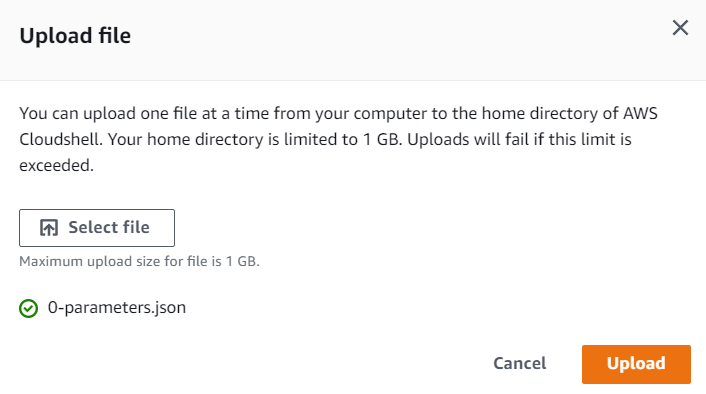 Upload file
You can upload one file at a time from your computer to the home directory of AWS
Cloudshell. Your home directory is limited to 1 GB. Uploads will fail if this limit is
exceeded.
Select file
Maximum upload size for file is 1 GB.
0-parameters.json
Cancel Upload